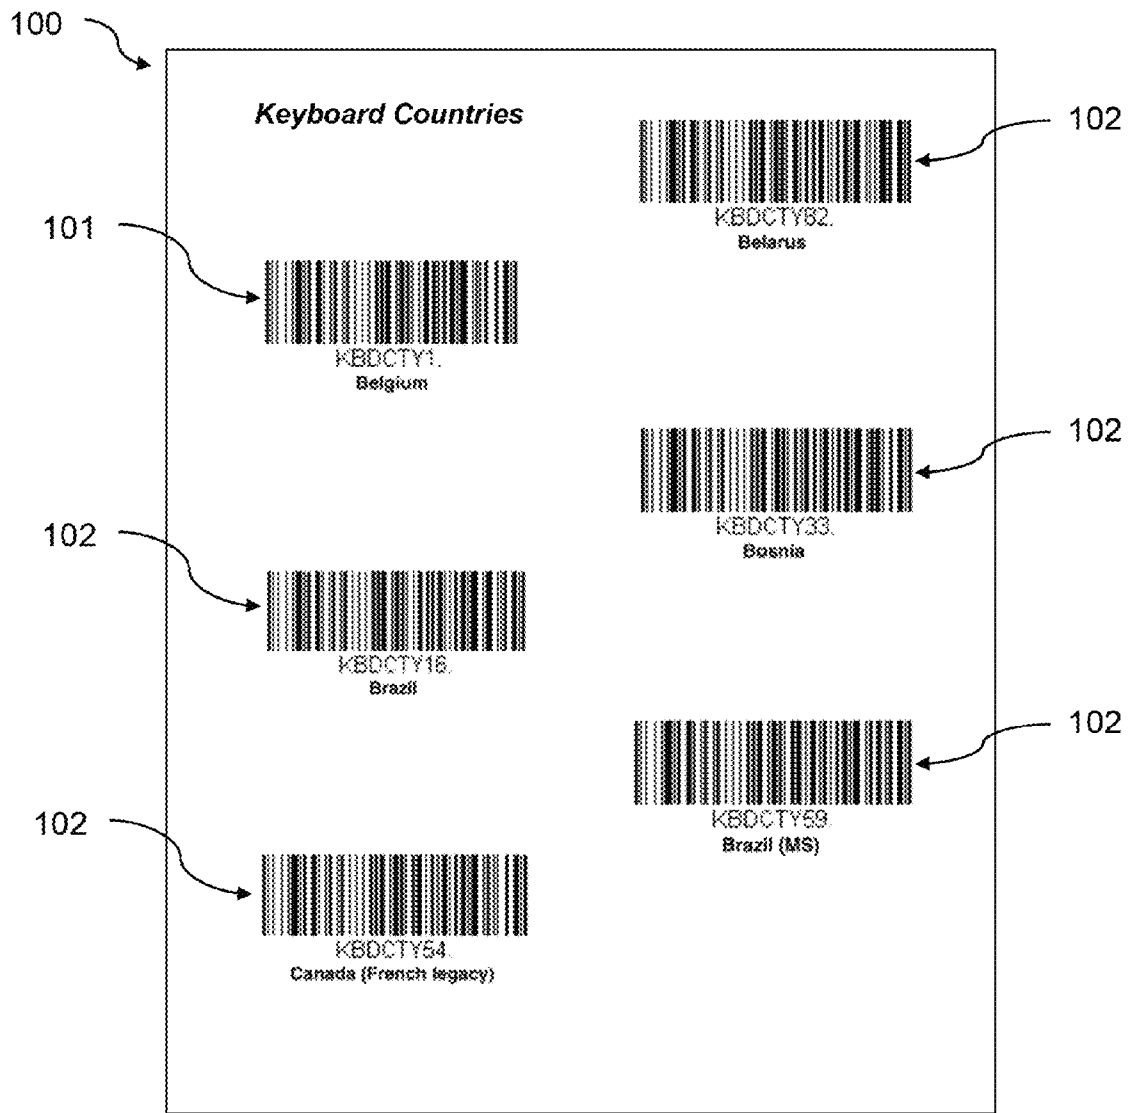 100
Keyboard Countries
102
KBDCTY82.
Belarus
101
KBDCTY1.
Belgium
102
KBDCTY33.
Bosnia
102
KBDCTY16.
Brazil
102
KBDCTY59.
Brazil (MS)
102
KBDCTY54.
Canada (French legacy)